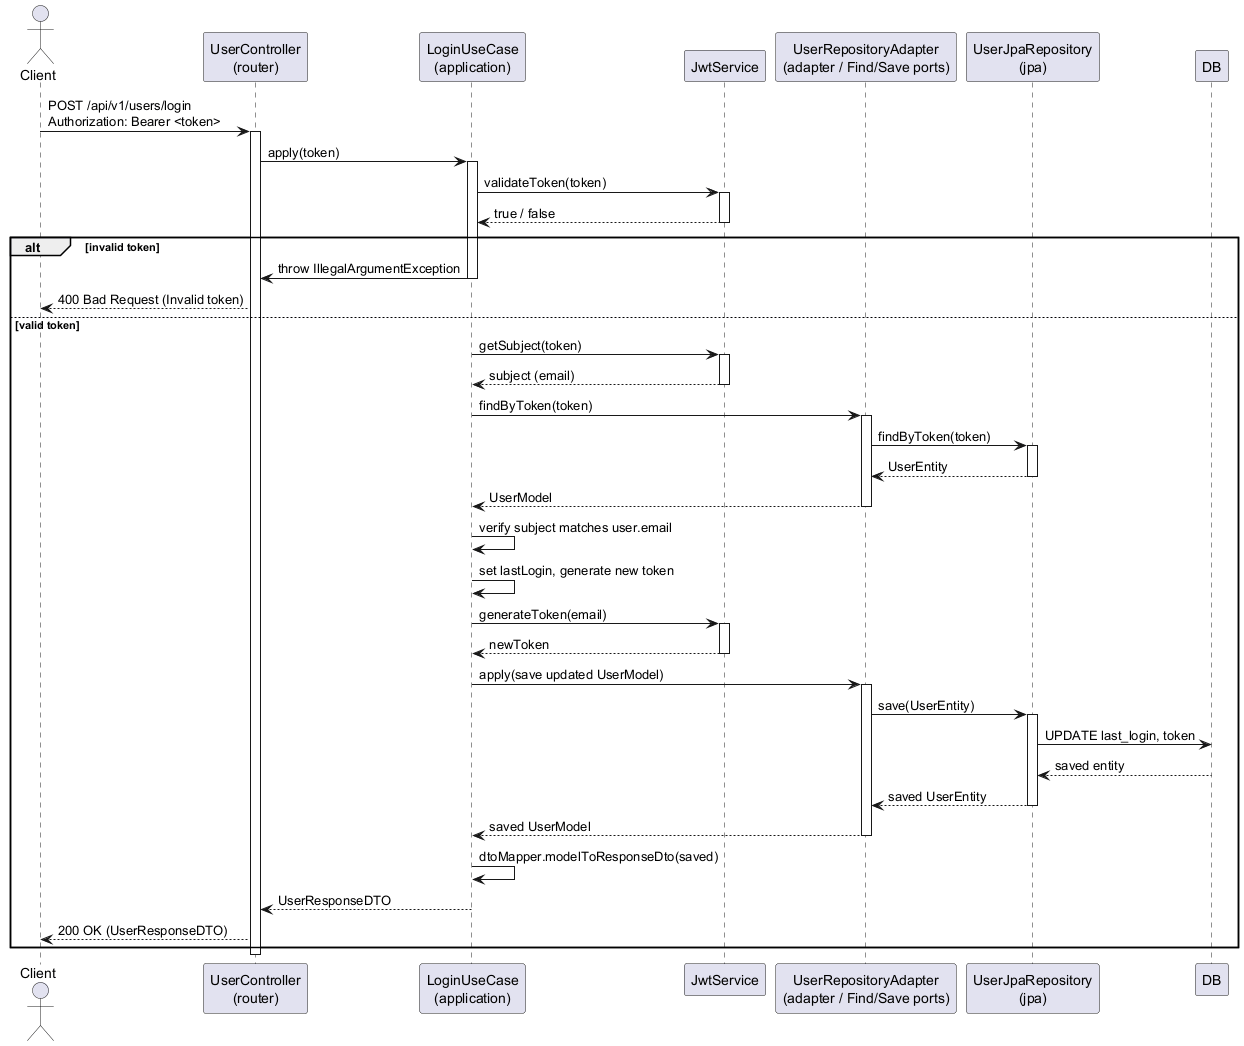 Client
UserController
(router)
LoginUseCase
(application)
JwtService
UserRepositoryAdapter
(adapter / Find/Save ports)
UserJpaRepository
(jpa)
DB
POST /api/v1/users/login
Authorization: Bearer <token>
apply(token)
validateToken(token)
true / false
alt
[invalid token]
throw IllegalArgumentException
400 Bad Request (Invalid token)
[valid token]
getSubject(token)
subject (email)
findByToken(token)
findByToken(token)
UserEntity
UserModel
verify subject matches user.email
set lastLogin, generate new token
generateToken(email)
newToken
apply(save updated UserModel)
save(UserEntity)
UPDATE last_login, token
saved entity
saved UserEntity
saved UserModel
dtoMapper.modelToResponseDto(saved)
UserResponseDTO
200 OK (UserResponseDTO)
Client
UserController
(router)
LoginUseCase
(application)
JwtService
UserRepositoryAdapter
(adapter / Find/Save ports)
UserJpaRepository
(jpa)
DB